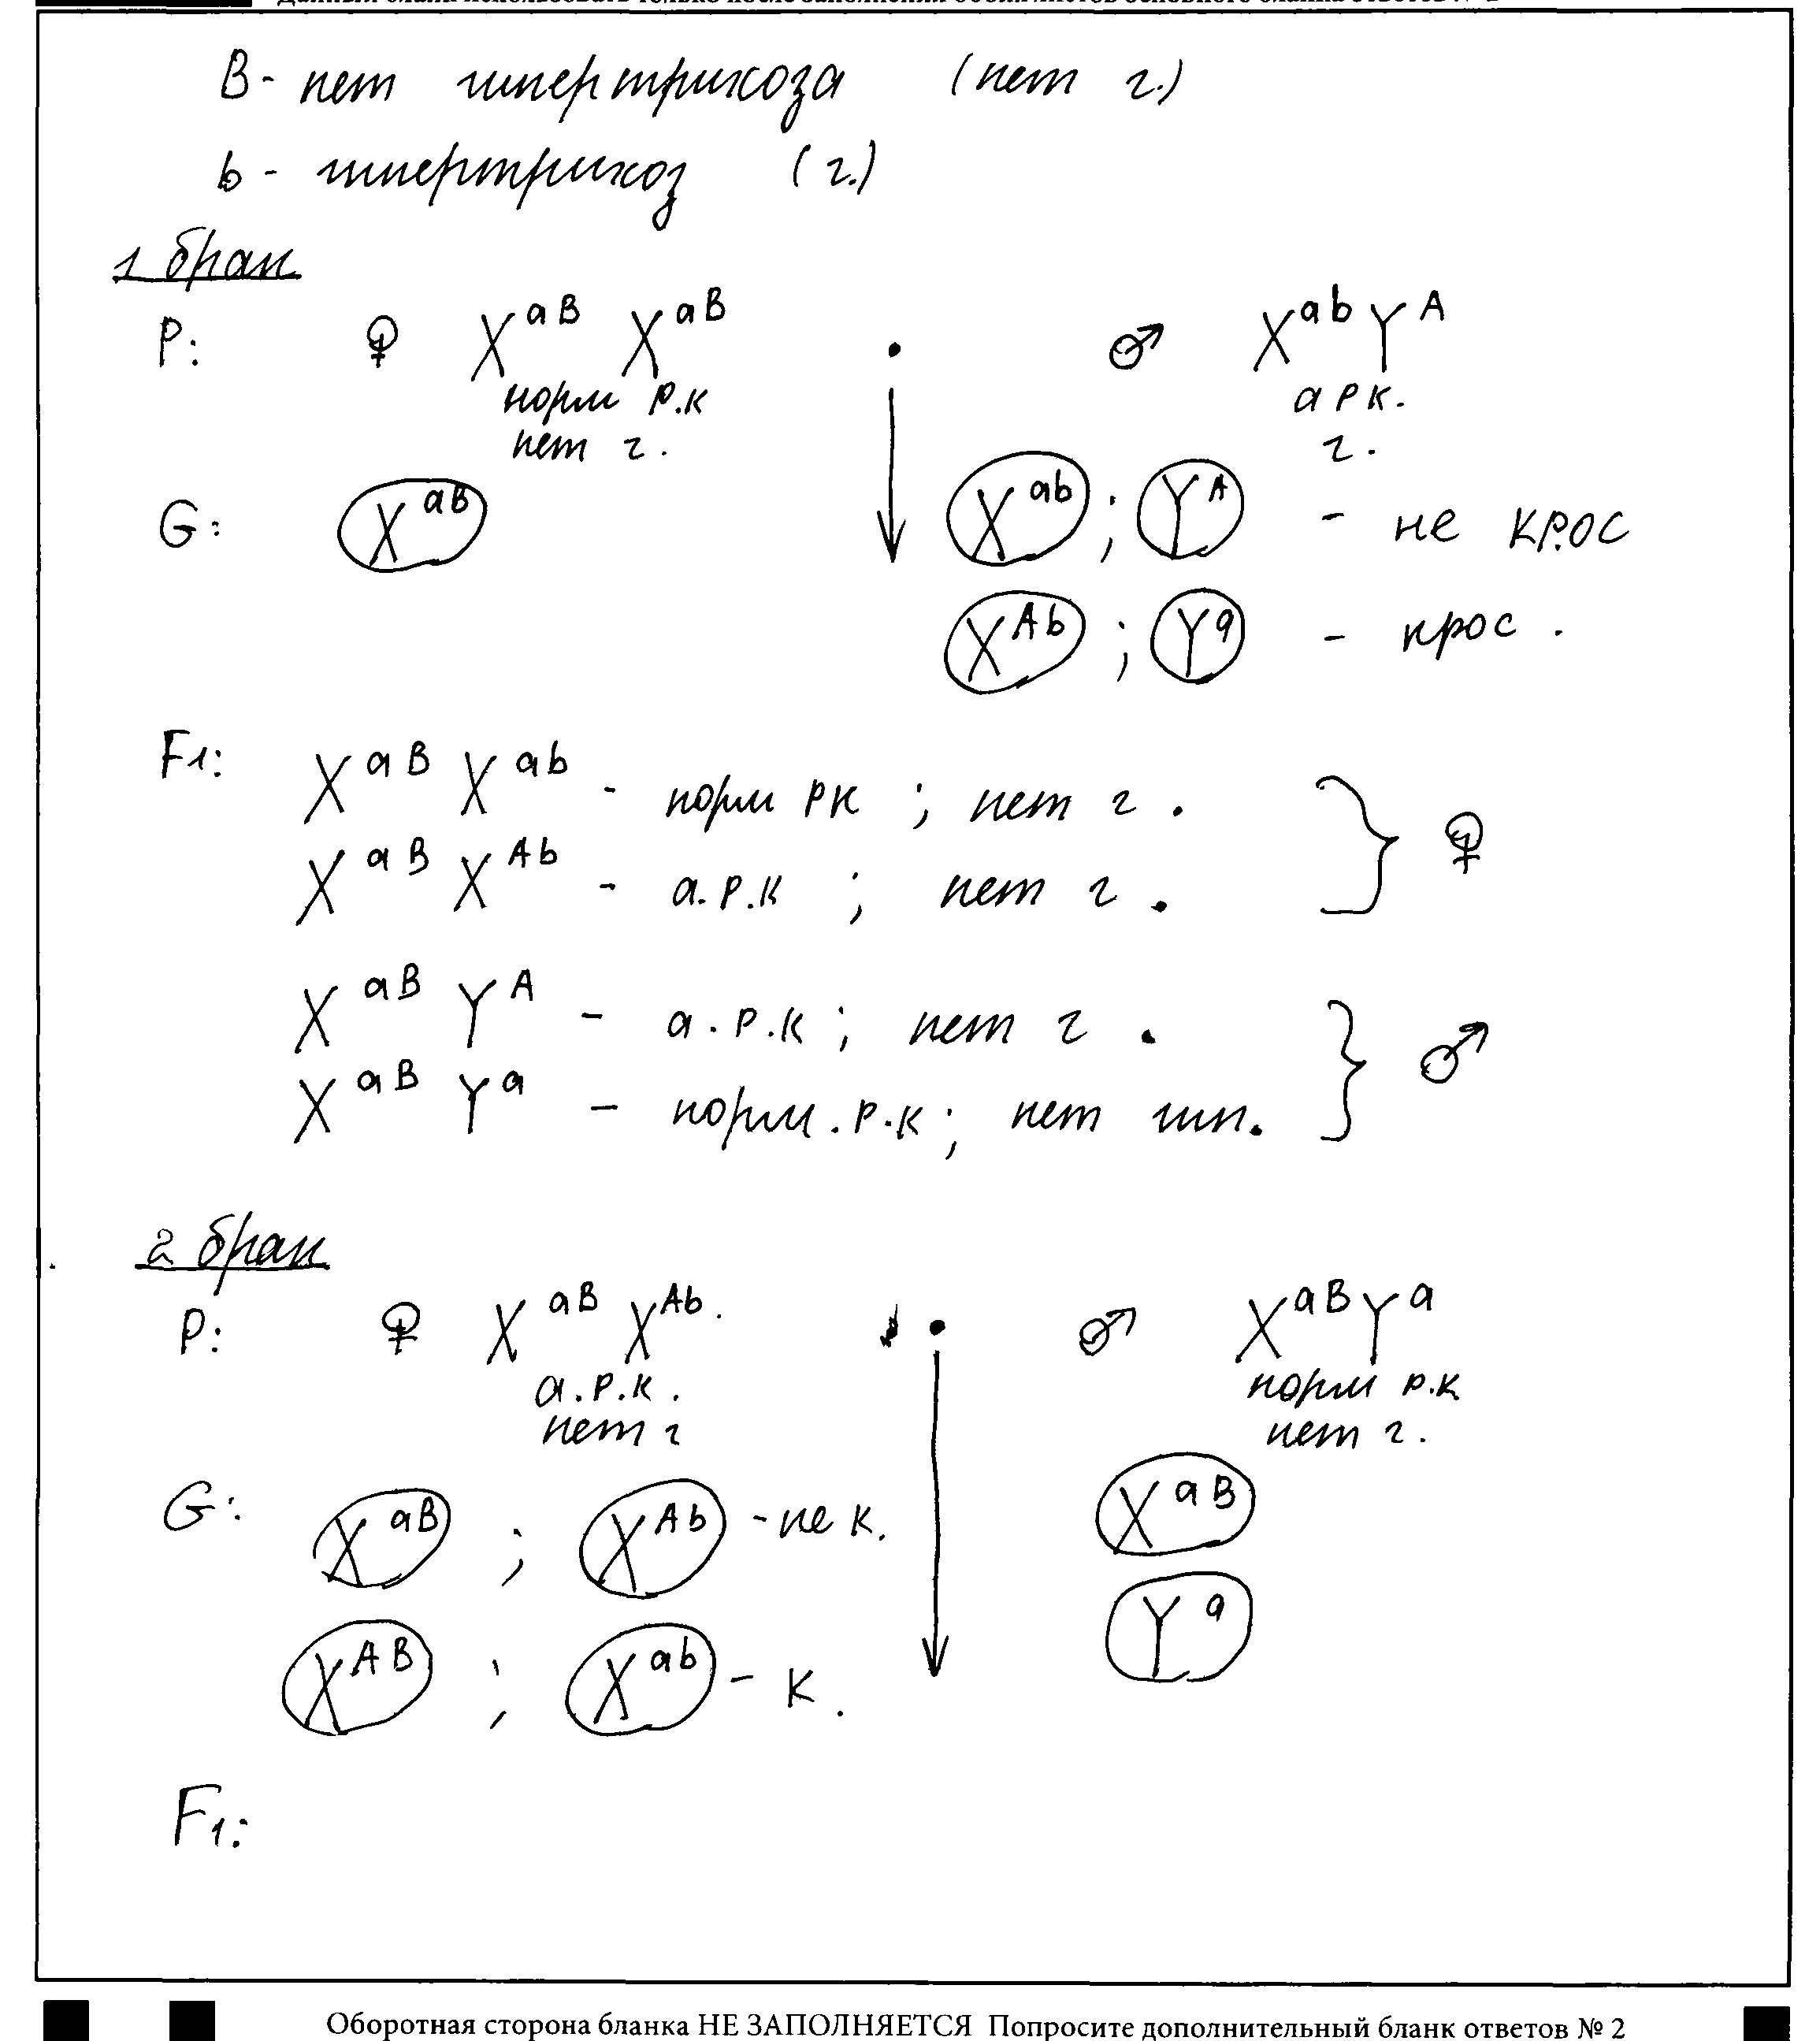 В - нет гипертрихоза (нет г.)
b - гипертрихоз (г.)
1 брак
P: ♀ X^aB X^aB • ♂ X^ab Y^A
норм р.к а р к.
нет г. г.
G: X^aB X^ab ; Y^A - не крос
X^Ab ; Y^a - крос.
F1: X^aB X^ab - норм рк ; нет г. } ♀
X^aB X^Ab - а.р.к ; нет г.
X^aB Y^A - а.р.к ; нет г. } ♂
X^aB Y^a - норм.р.к ; нет гип.
2 брак
P: ♀ X^aB X^Ab. • ♂ X^aB Y^a
а.р.к. норм р.к
нет г нет г.
G: X^aB ; X^Ab - не к. X^aB
X^AB ; X^ab - к. Y^a
F1:
Оборотная сторона бланка НЕ ЗАПОЛНЯЕТСЯ Попросите дополнительный бланк ответов № 2